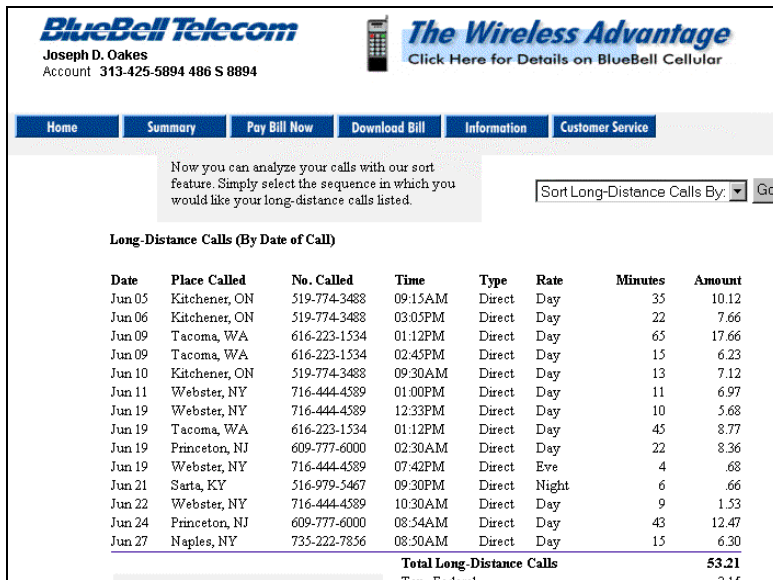 BlueBell Telecom
Joseph D. Oakes
Account 313-425-5894 486 S 8894
The Wireless Advantage
Click Here for Details on BlueBell Cellular
Home Summary Pay Bill Now Download Bill Information Customer Service
Now you can analyze your calls with our sort
feature. Simply select the sequence in which you
would like your long-distance calls listed.
Sort Long-Distance Calls By:
Long-Distance Calls (By Date of Call)
Date Place Called No. Called Time Type Rate Minutes Amount
Jun 05 Kitchener, ON 519-774-3488 09:15AM Direct Day 35 10.12
Jun 06 Kitchener, ON 519-774-3488 03:05PM Direct Day 22 7.66
Jun 09 Tacoma, WA 616-223-1534 01:12PM Direct Day 65 17.66
Jun 09 Tacoma, WA 616-223-1534 02:45PM Direct Day 15 6.23
Jun 10 Kitchener, ON 519-774-3488 09:30AM Direct Day 13 7.12
Jun 11 Webster, NY 716-444-4589 01:00PM Direct Day 11 6.97
Jun 19 Webster, NY 716-444-4589 12:33PM Direct Day 10 5.68
Jun 19 Tacoma, WA 616-223-1534 01:12PM Direct Day 45 8.77
Jun 19 Princeton, NJ 609-777-6000 02:30AM Direct Day 22 8.36
Jun 19 Webster, NY 716-444-4589 07:42PM Direct Eve 4 .68
Jun 21 Sarta, KY 516-979-5467 09:30PM Direct Night 6 .66
Jun 22 Webster, NY 716-444-4589 10:30AM Direct Day 9 1.53
Jun 24 Princeton, NJ 609-777-6000 08:54AM Direct Day 43 12.47
Jun 27 Naples, NY 735-222-7856 08:50AM Direct Day 15 6.30
Total Long-Distance Calls 53.21